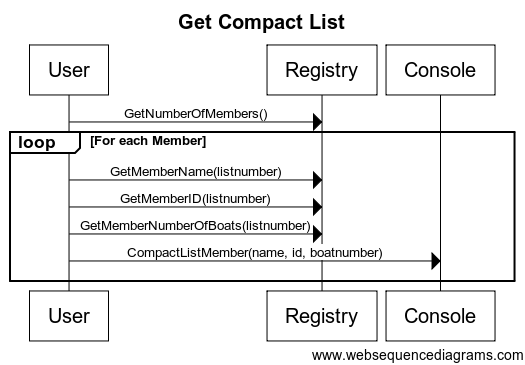 Get Compact List
User
Registry
Console
GetNumberOfMembers()
loop
[For each Member]
GetMemberName(listnumber)
GetMemberID(listnumber)
GetMemberNumberOfBoats(listnumber)
CompactListMember(name, id, boatnumber)
User
Registry
Console
www.websequencediagrams.com